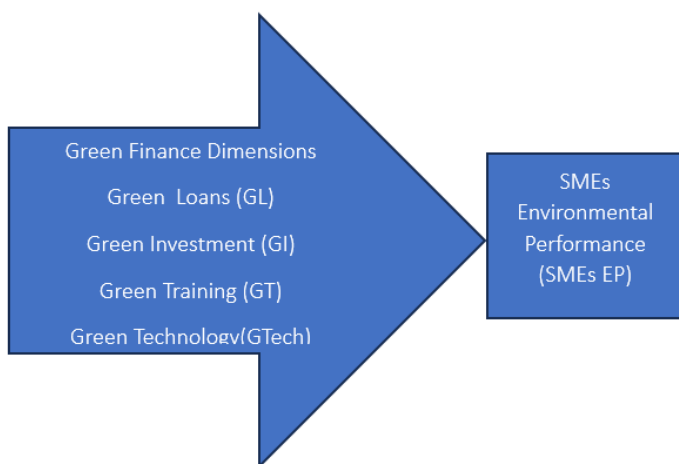 Green Finance Dimensions
Green Loans (GL)
Green Investment (GI)
Green Training (GT)
Green Technology(GTech)
SMEs
Environmental
Performance
(SMEs EP)